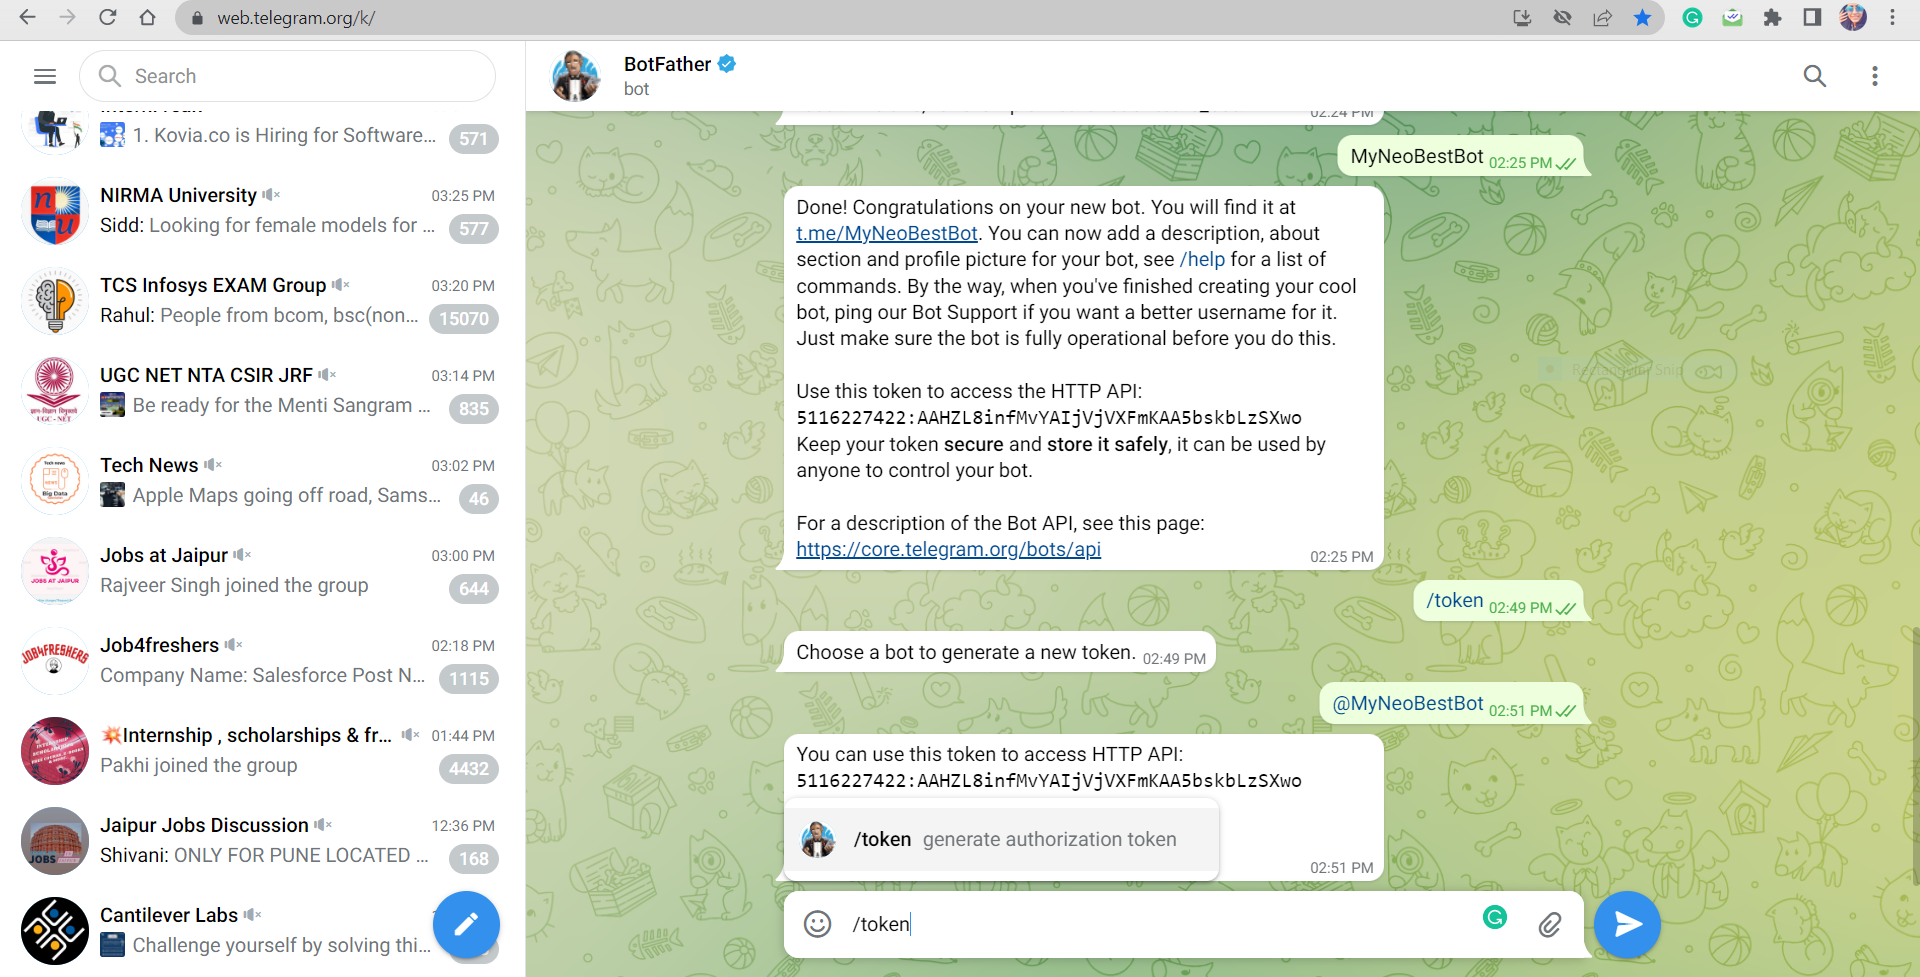 web.telegram.org/k/
Search
1. Kovia.co is Hiring for Software...
571
NIRMA University
03:25 PM
Sidd: Looking for female models for ...
577
TCS Infosys EXAM Group
03:20 PM
Rahul: People from bcom, bsc(non...
15070
UGC NET NTA CSIR JRF
03:14 PM
Be ready for the Menti Sangram ...
835
UGC - NET
Tech News
03:02 PM
Apple Maps going off road, Sams...
46
Tech news
Big Data
Jobs at Jaipur
03:00 PM
Rajveer Singh joined the group
644
JOBS AT JAIPUR
Job4freshers
02:18 PM
Company Name: Salesforce Post N...
1115
JOB4FRESHERS
💥Internship , scholarships & fr...
01:44 PM
Pakhi joined the group
4432
Jaipur Jobs Discussion
12:36 PM
Shivani: ONLY FOR PUNE LOCATED ...
168
JOBS
Cantilever Labs
Challenge yourself by solving thi...
BotFather
bot
02:24 PM
MyNeoBestBot 02:25 PM
Done! Congratulations on your new bot. You will find it at
t.me/MyNeoBestBot. You can now add a description, about
section and profile picture for your bot, see /help for a list of
commands. By the way, when you've finished creating your cool
bot, ping our Bot Support if you want a better username for it.
Just make sure the bot is fully operational before you do this.
Use this token to access the HTTP API:
5116227422:AAHZL8infMvYAIjVjVXFmKAA5bskbLzSXwo
Keep your token secure and store it safely, it can be used by
anyone to control your bot.
For a description of the Bot API, see this page:
https://core.telegram.org/bots/api
02:25 PM
Rectangular Snip
/token 02:49 PM
Choose a bot to generate a new token. 02:49 PM
@MyNeoBestBot 02:51 PM
You can use this token to access HTTP API:
5116227422:AAHZL8infMvYAIjVjVXFmKAA5bskbLzSXwo
/token generate authorization token
02:51 PM
/token